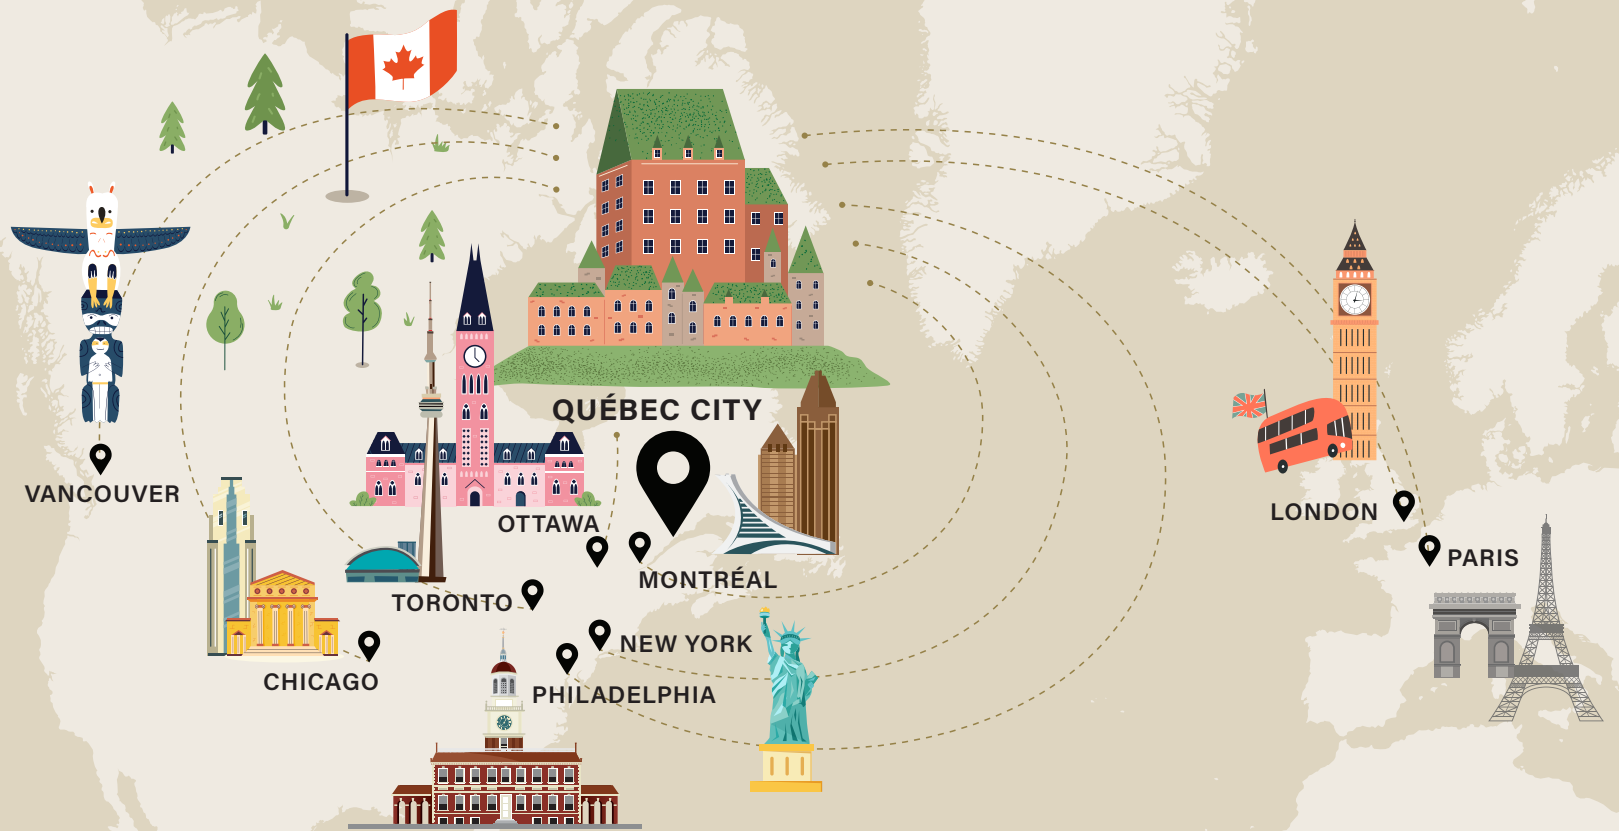 QUÉBEC CITY
VANCOUVER
OTTAWA
LONDON
PARIS
MONTRÉAL
TORONTO
NEW YORK
CHICAGO
PHILADELPHIA